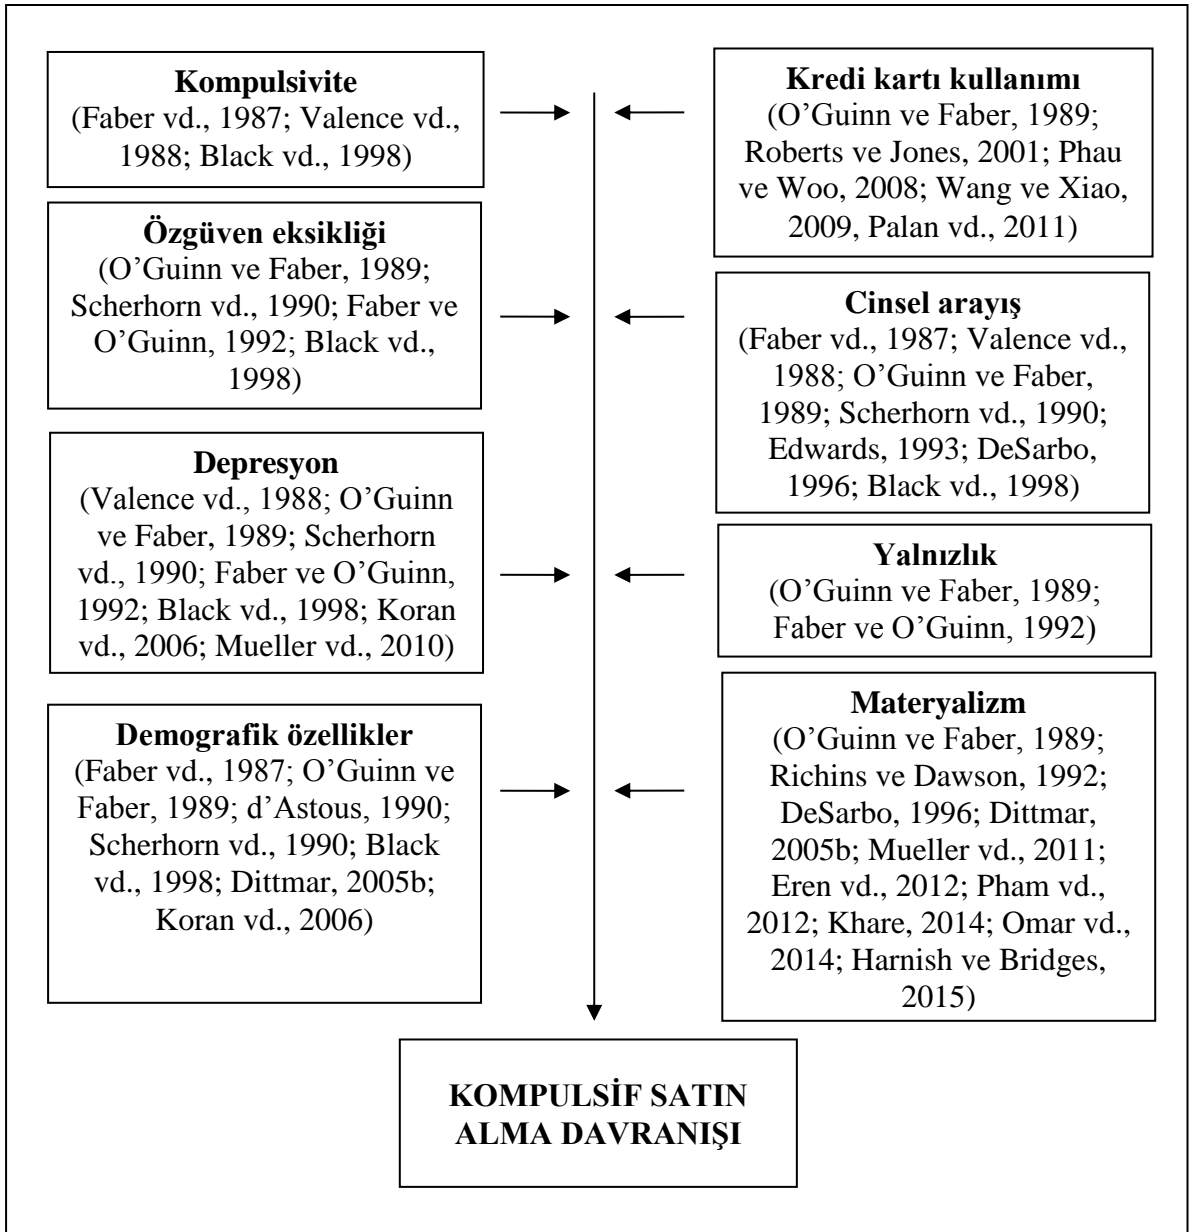 Kompulsivite
(Faber vd., 1987; Valence vd.,
1988; Black vd., 1998)
Özgüven eksikliği
(O’Guinn ve Faber, 1989;
Scherhorn vd., 1990; Faber ve
O’Guinn, 1992; Black vd.,
1998)
Depresyon
(Valence vd., 1988; O’Guinn
ve Faber, 1989; Scherhorn
vd., 1990; Faber ve O’Guinn,
1992; Black vd., 1998; Koran
vd., 2006; Mueller vd., 2010)
Demografik özellikler
(Faber vd., 1987; O’Guinn ve
Faber, 1989; d’Astous, 1990;
Scherhorn vd., 1990; Black
vd., 1998; Dittmar, 2005b;
Koran vd., 2006)
Kredi kartı kullanımı
(O’Guinn ve Faber, 1989;
Roberts ve Jones, 2001; Phau
ve Woo, 2008; Wang ve Xiao,
2009, Palan vd., 2011)
Cinsel arayış
(Faber vd., 1987; Valence vd.,
1988; O’Guinn ve Faber,
1989; Scherhorn vd., 1990;
Edwards, 1993; DeSarbo,
1996; Black vd., 1998)
Yalnızlık
(O’Guinn ve Faber, 1989;
Faber ve O’Guinn, 1992)
Materyalizm
(O’Guinn ve Faber, 1989;
Richins ve Dawson, 1992;
DeSarbo, 1996; Dittmar,
2005b; Mueller vd., 2011;
Eren vd., 2012; Pham vd.,
2012; Khare, 2014; Omar vd.,
2014; Harnish ve Bridges,
2015)
KOMPULSİF SATIN
ALMA DAVRANIŞI